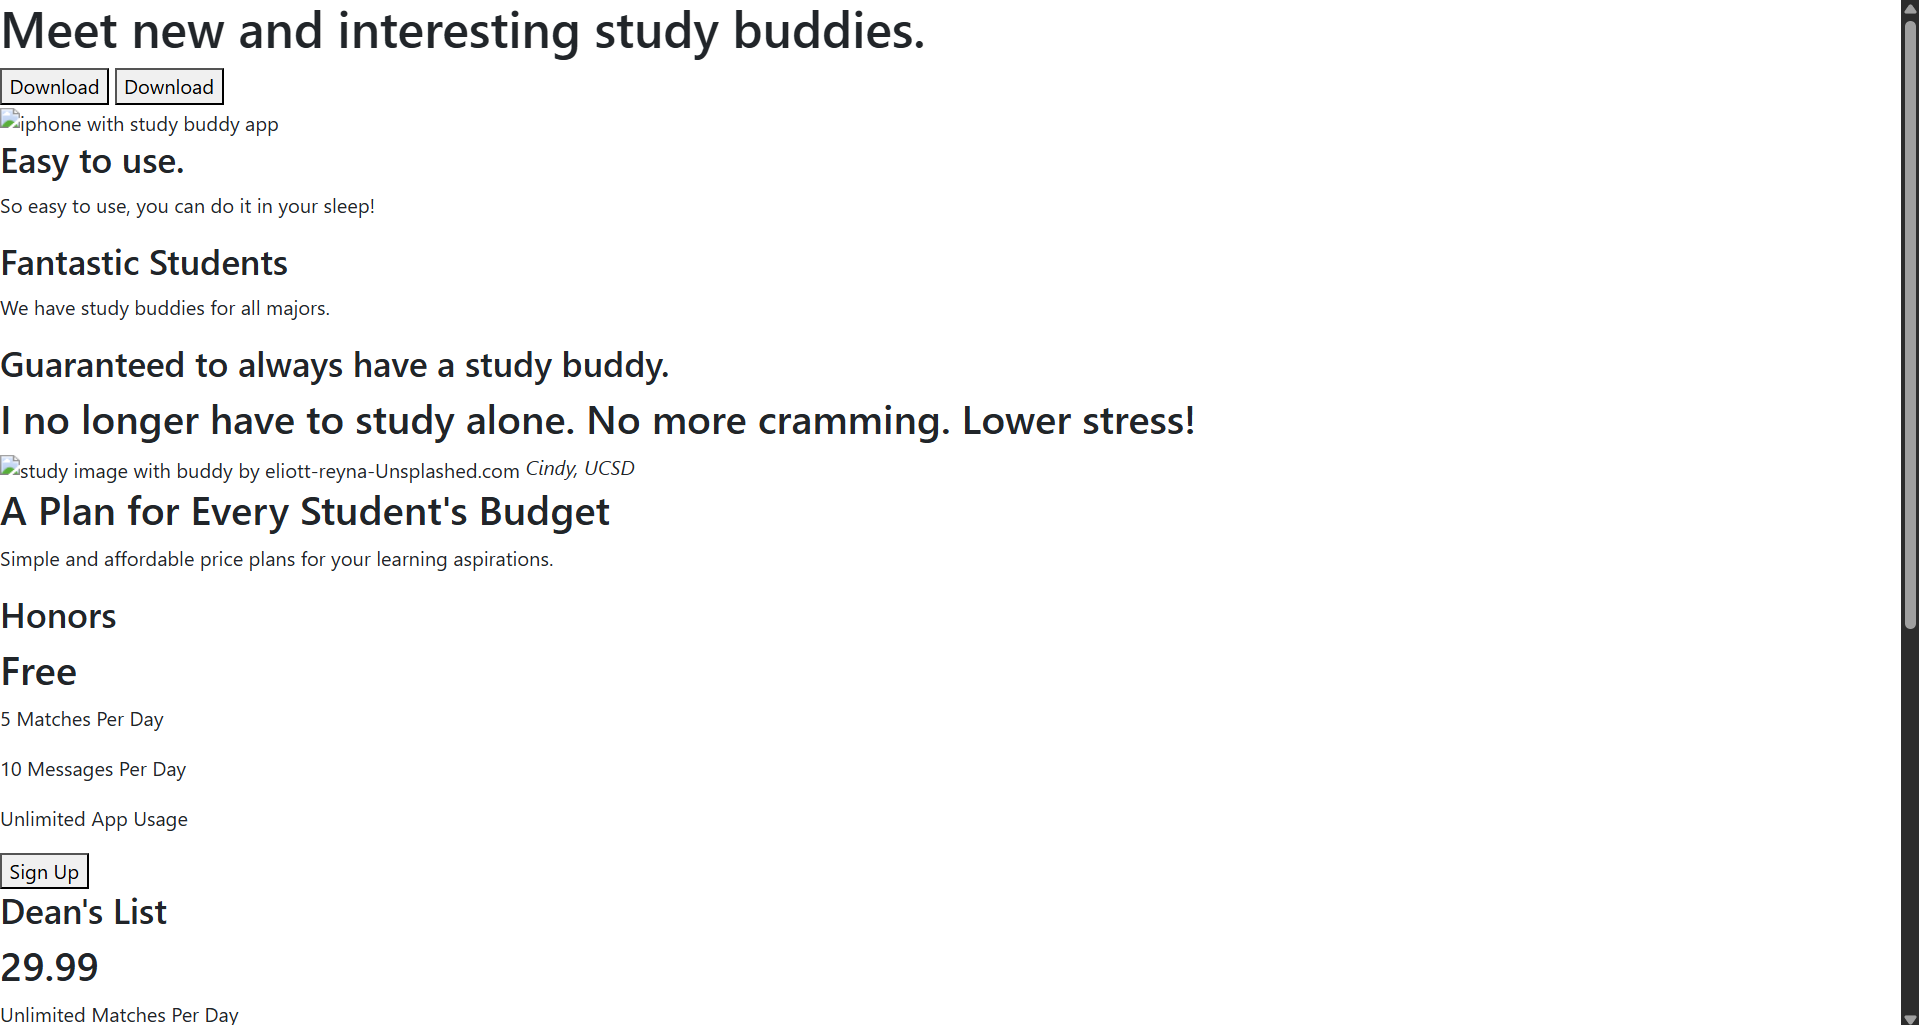 Meet new and interesting study buddies.
Download Download
iphone with study buddy app
Easy to use.
So easy to use, you can do it in your sleep!
Fantastic Students
We have study buddies for all majors.
Guaranteed to always have a study buddy.
I no longer have to study alone. No more cramming. Lower stress!
study image with buddy by eliott-reyna-Unsplashed.com Cindy, UCSD
A Plan for Every Student's Budget
Simple and affordable price plans for your learning aspirations.
Honors
Free
5 Matches Per Day
10 Messages Per Day
Unlimited App Usage
Sign Up
Dean's List
29.99
Unlimited Matches Per Day